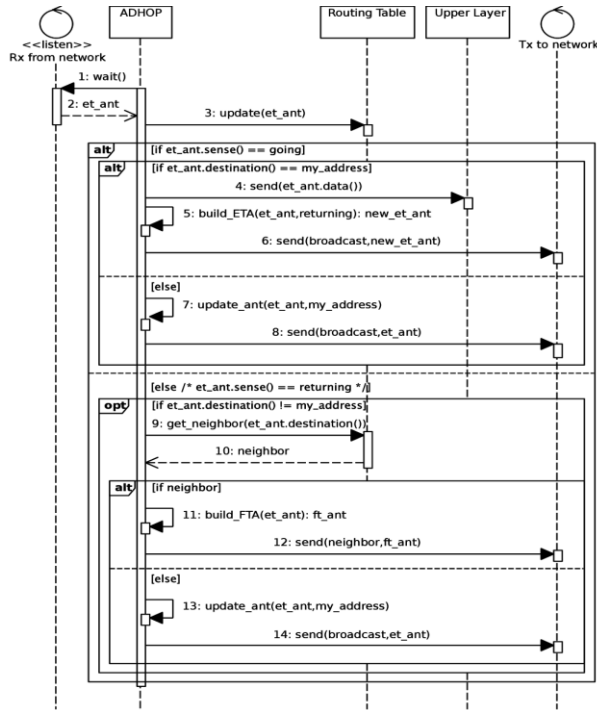 ADHOP
Routing Table
Upper Layer
<<listen>>
Rx from network
Tx to network
1: wait()
2: et_ant
3: update(et_ant)
alt
[if et_ant.sense() == going]
alt
[if et_ant.destination() == my_address]
4: send(et_ant.data())
5: build_ETA(et_ant,returning): new_et_ant
6: send(broadcast,new_et_ant)
[else]
7: update_ant(et_ant,my_address)
8: send(broadcast,et_ant)
[else /* et_ant.sense() == returning */]
opt
[if et_ant.destination() != my_address]
9: get_neighbor(et_ant.destination())
10: neighbor
alt
[if neighbor]
11: build_FTA(et_ant): ft_ant
12: send(neighbor,ft_ant)
[else]
13: update_ant(et_ant,my_address)
14: send(broadcast,et_ant)